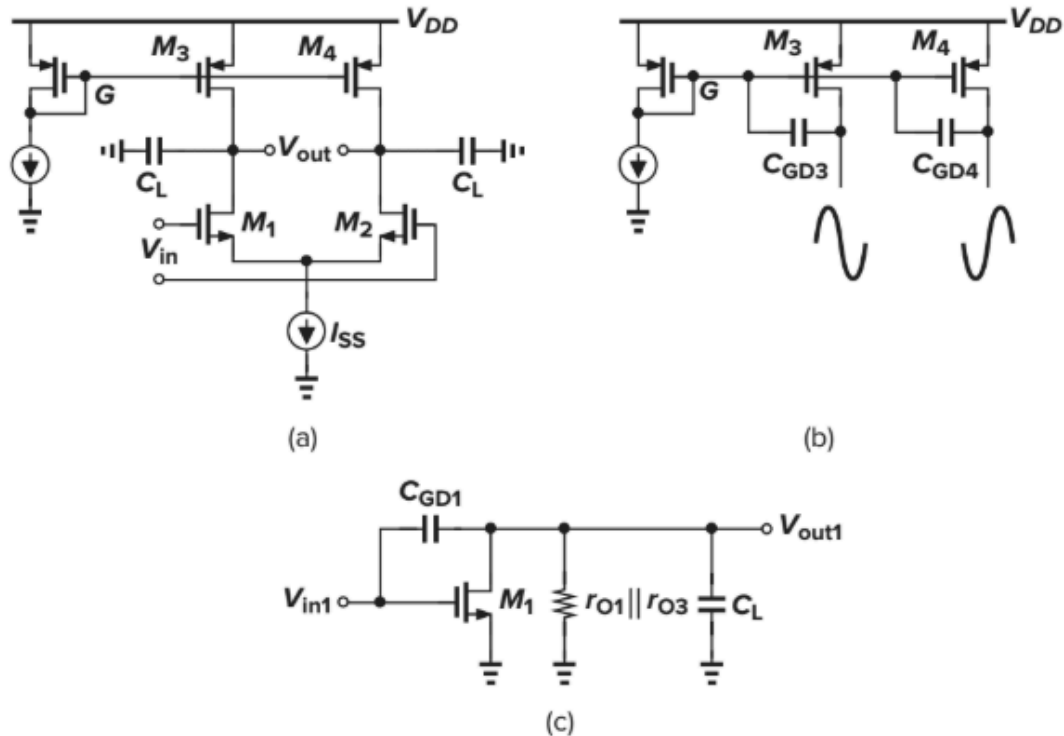 V_DD
M_3
M_4
G
V_out
C_L
C_L
M_1
M_2
V_in
I_SS
(a)
V_DD
M_3
M_4
G
C_GD3
C_GD4
(b)
C_GD1
V_out1
V_in1
M_1
r_O1||r_O3
C_L
(c)